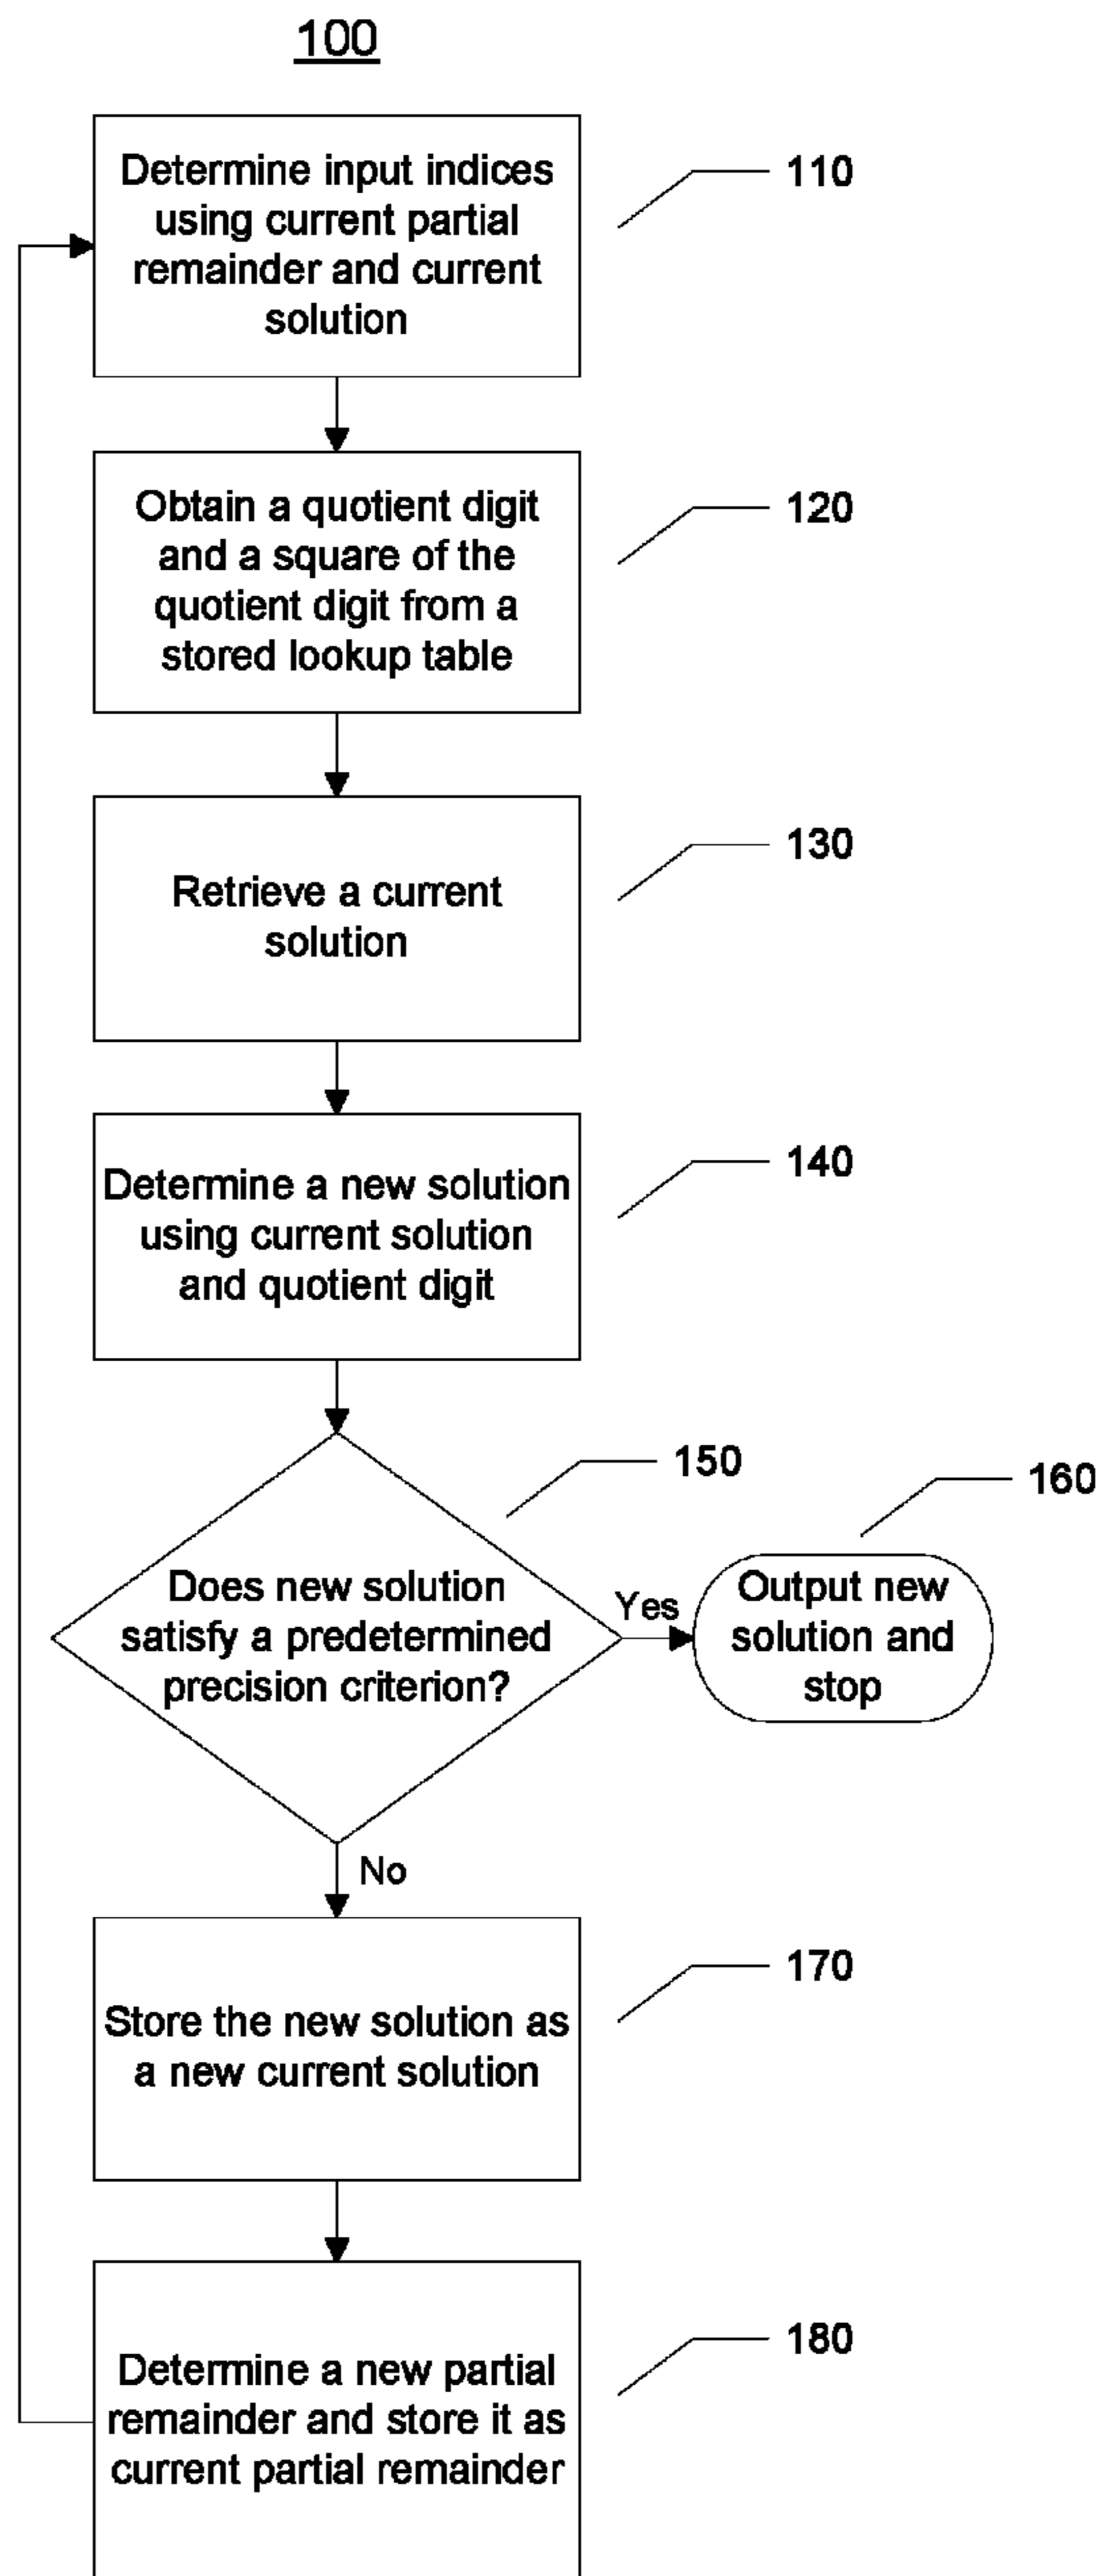 100
Determine input indices
using current partial
remainder and current
solution
110
Obtain a quotient digit
and a square of the
quotient digit from a
stored lookup table
120
Retrieve a current
solution
130
Determine a new solution
using current solution
and quotient digit
140
Does new solution
satisfy a predetermined
precision criterion?
150
Yes
Output new
solution and
stop
160
No
Store the new solution as
a new current solution
170
Determine a new partial
remainder and store it as
current partial remainder
180